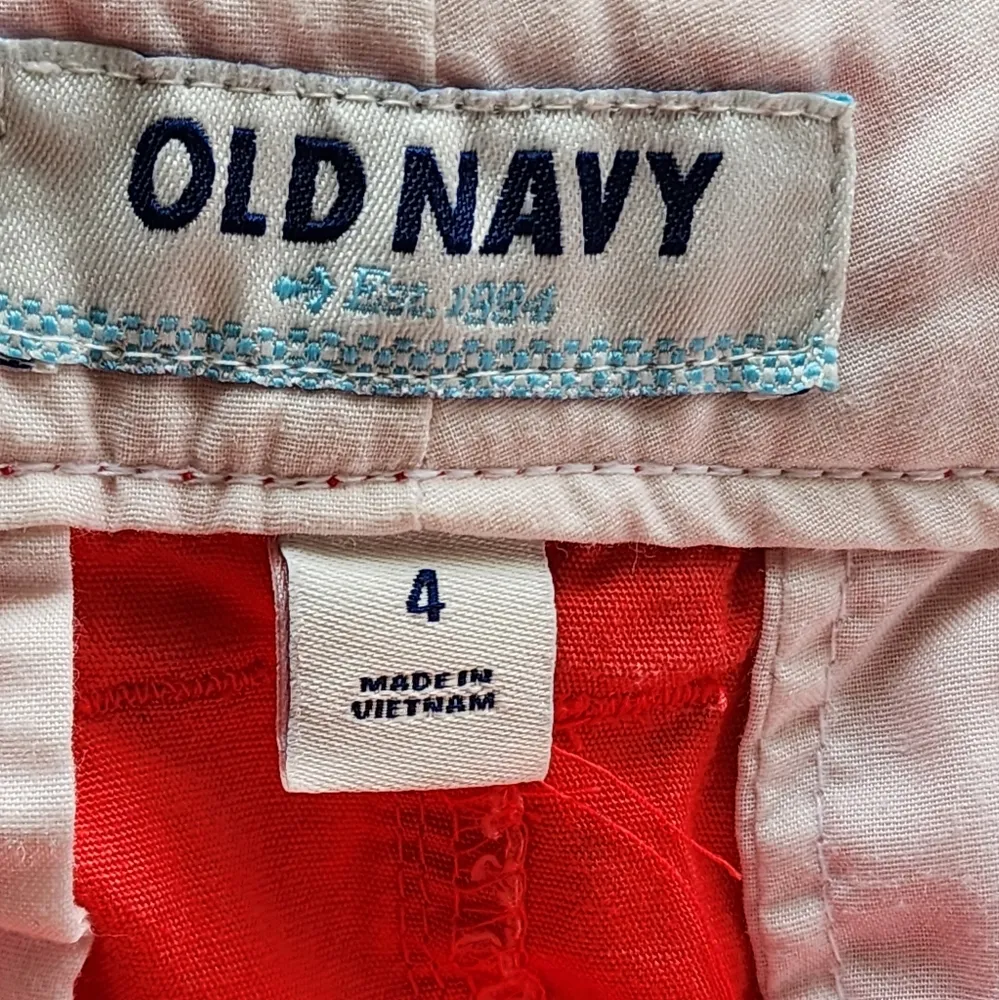 OLD NAVY
Est. 1994
4
MADE IN
VIETNAM